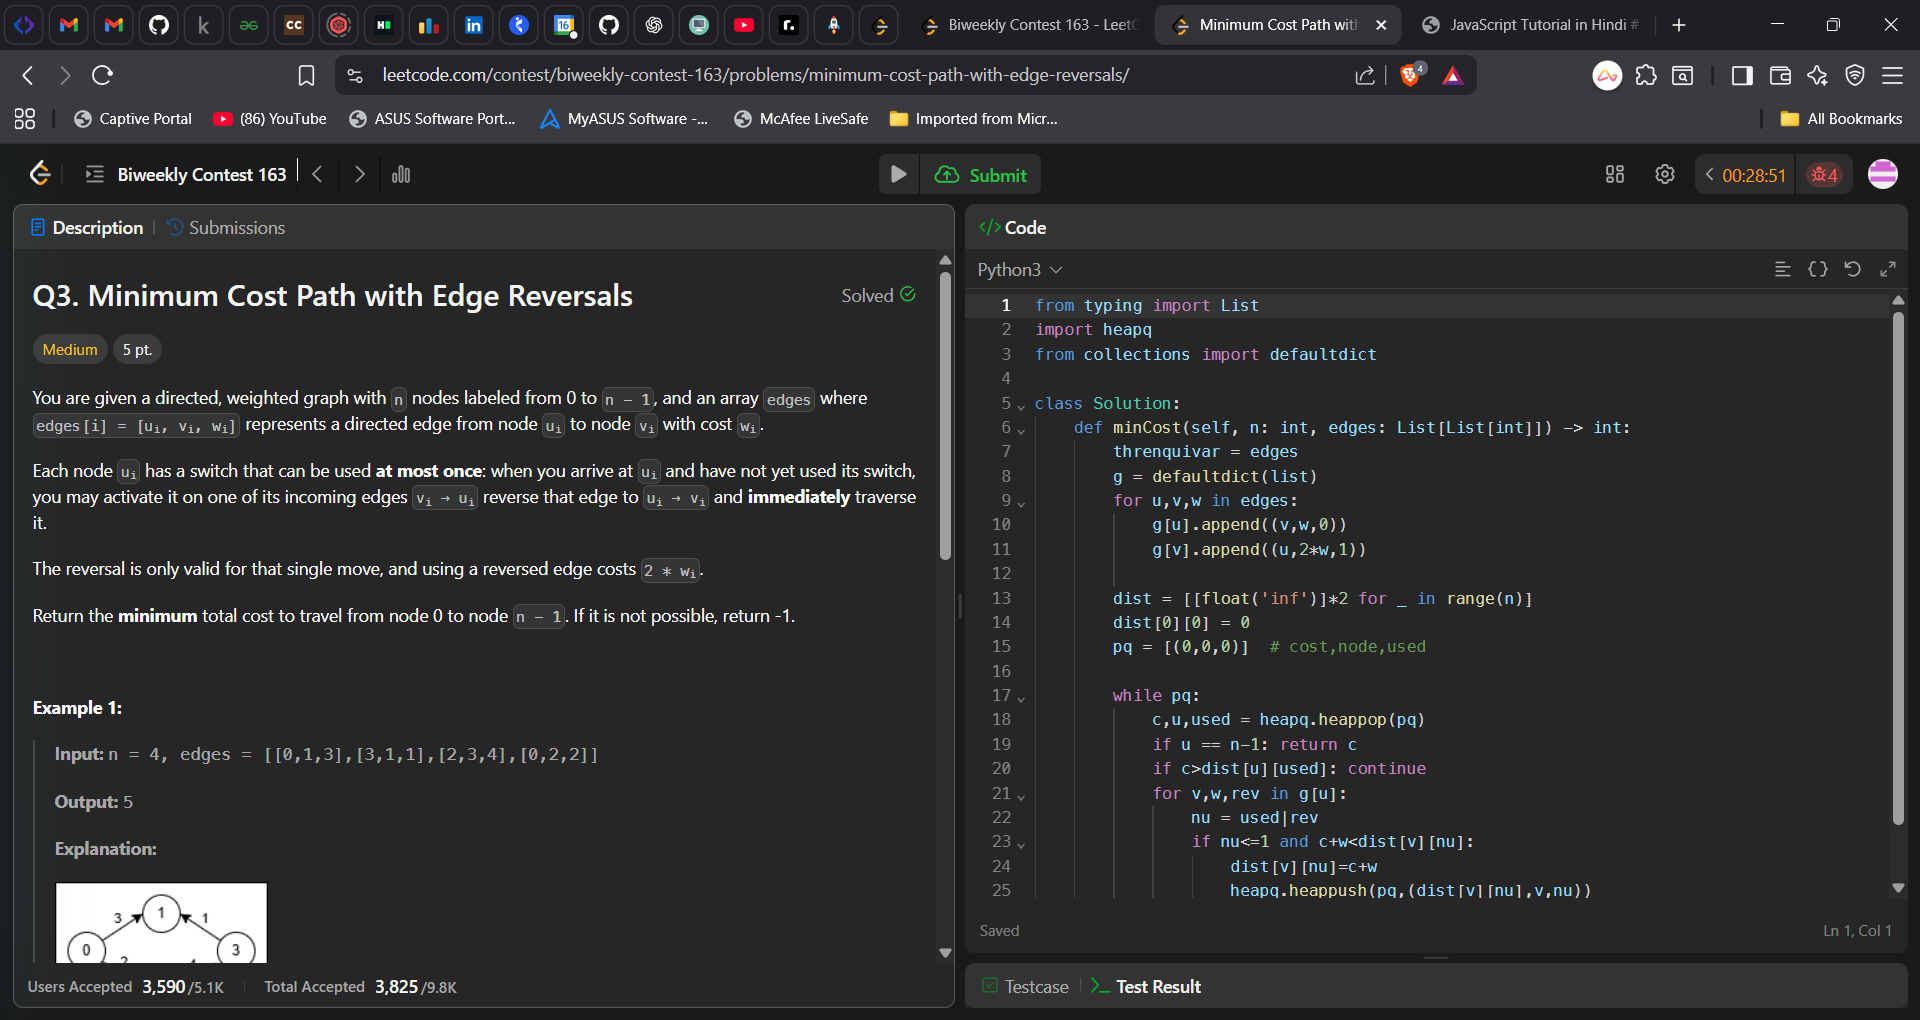 Biweekly Contest 163 - LeetC
Minimum Cost Path with
JavaScript Tutorial in Hindi #
leetcode.com/contest/biweekly-contest-163/problems/minimum-cost-path-with-edge-reversals/
4
Captive Portal
(86) YouTube
ASUS Software Port...
MyASUS Software -...
McAfee LiveSafe
Imported from Micr...
All Bookmarks
Biweekly Contest 163
Submit
00:28:51
4
Description
Submissions
Q3. Minimum Cost Path with Edge Reversals
Solved
Medium
5 pt.
You are given a directed, weighted graph with n nodes labeled from 0 to n - 1, and an array edges where
edges[i] = [ui, vi, wi] represents a directed edge from node ui to node vi with cost wi.
Each node ui has a switch that can be used at most once: when you arrive at ui and have not yet used its switch,
you may activate it on one of its incoming edges vi → ui reverse that edge to ui → vi and immediately traverse
it.
The reversal is only valid for that single move, and using a reversed edge costs 2 * wi.
Return the minimum total cost to travel from node 0 to node n - 1. If it is not possible, return -1.
Example 1:
Input: n = 4, edges = [[0,1,3],[3,1,1],[2,3,4],[0,2,2]]
Output: 5
Explanation:
3 1 1
0 3
Users Accepted 3,590/5.1K
Total Accepted 3,825/9.8K
Code
Python3
1 from typing import List
2 import heapq
3 from collections import defaultdict
4
5 class Solution:
6 def minCost(self, n: int, edges: List[List[int]]) -> int:
7 threnquivar = edges
8 g = defaultdict(list)
9 for u,v,w in edges:
10 g[u].append((v,w,0))
11 g[v].append((u,2*w,1))
12
13 dist = [[float('inf')]*2 for _ in range(n)]
14 dist[0][0] = 0
15 pq = [(0,0,0)] # cost,node,used
16
17 while pq:
18 c,u,used = heapq.heappop(pq)
19 if u == n-1: return c
20 if c>dist[u][used]: continue
21 for v,w,rev in g[u]:
22 nu = used|rev
23 if nu<=1 and c+w<dist[v][nu]:
24 dist[v][nu]=c+w
25 heapq.heappush(pq,(dist[v][nu],v,nu))
Saved
Ln 1, Col 1
Testcase
Test Result